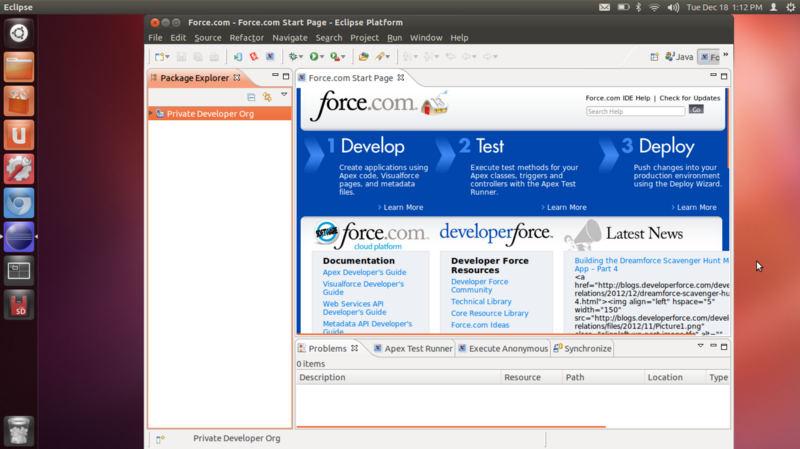 Eclipse
Tue Dec 18 1:12 PM
Force.com - Force.com Start Page - Eclipse Platform
File Edit Source Refactor Navigate Search Project Run Window Help
Java
Fo
Package Explorer
Private Developer Org
Force.com Start Page
force.com
Force.com IDE Help | Check for Updates
Search Help
Go
1 Develop
Create applications using
Apex code, Visualforce
pages, and metadata
files.
Learn More
2 Test
Execute test methods for your
Apex classes, triggers and
controllers with the Apex Test
Runner.
Learn More
3 Deploy
Push changes into your
production environment
using the Deploy Wizard.
Learn More
force.com
cloud platform
Documentation
Apex Developer's Guide
Visualforce Developer's
Guide
Web Services API
Developer's Guide
Metadata API Developer's
Guide
developerforce
Developer Force
Resources
Developer Force
Community
Technical Library
Core Resource Library
Force.com Ideas
Latest News
Building the Dreamforce Scavenger Hunt M
App – Part 4
<a
href="http://blogs.developerforce.com/deve
relations/2012/12/dreamforce-scavenger-hu
4.html"><img align="left" hspace="5"
width="150"
src="http://blogs.developerforce.com/deve
relations/files/2012/11/Picture1.png"
Problems
Apex Test Runner
Execute Anonymous
Synchronize
0 items
Description Resource Path Location Type
Private Developer Org
SD